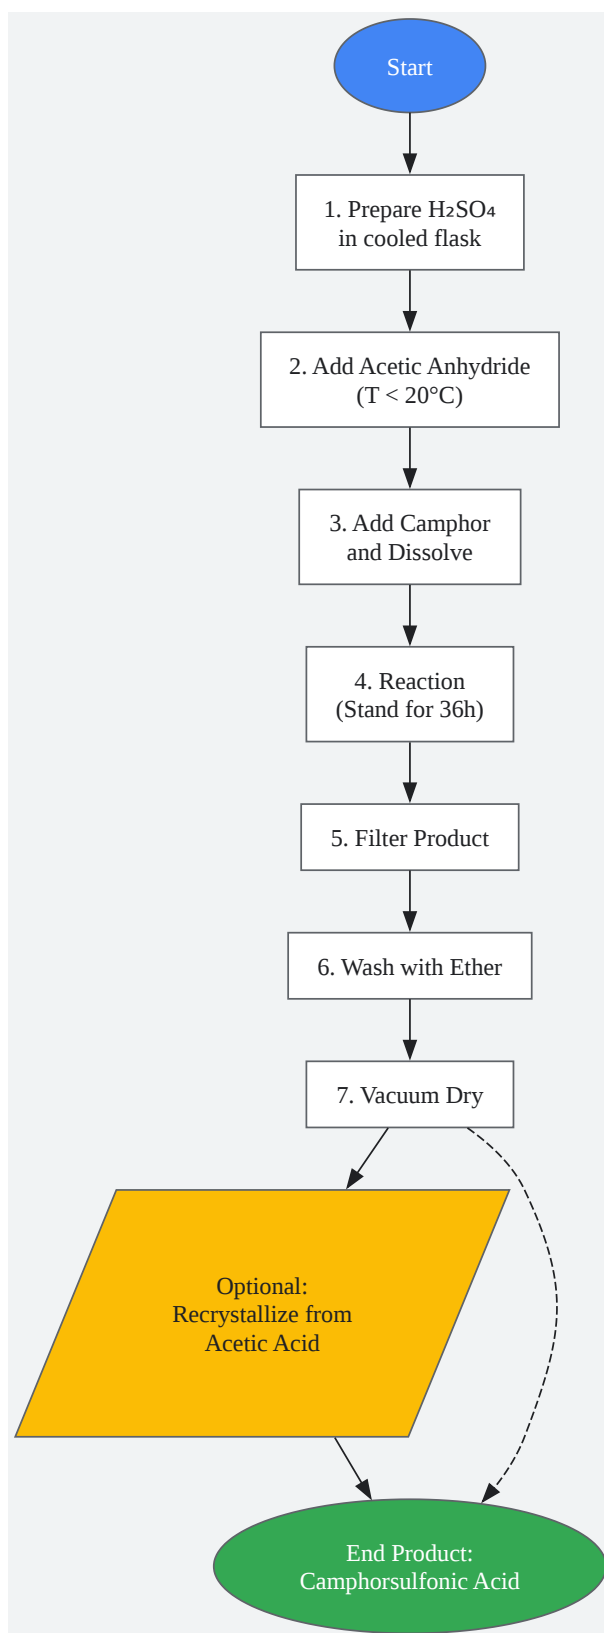 Start
1. Prepare H₂SO₄
in cooled flask
2. Add Acetic Anhydride
(T < 20°C)
3. Add Camphor
and Dissolve
4. Reaction
(Stand for 36h)
5. Filter Product
6. Wash with Ether
7. Vacuum Dry
Optional:
Recrystallize from
Acetic Acid
End Product:
Camphorsulfonic Acid